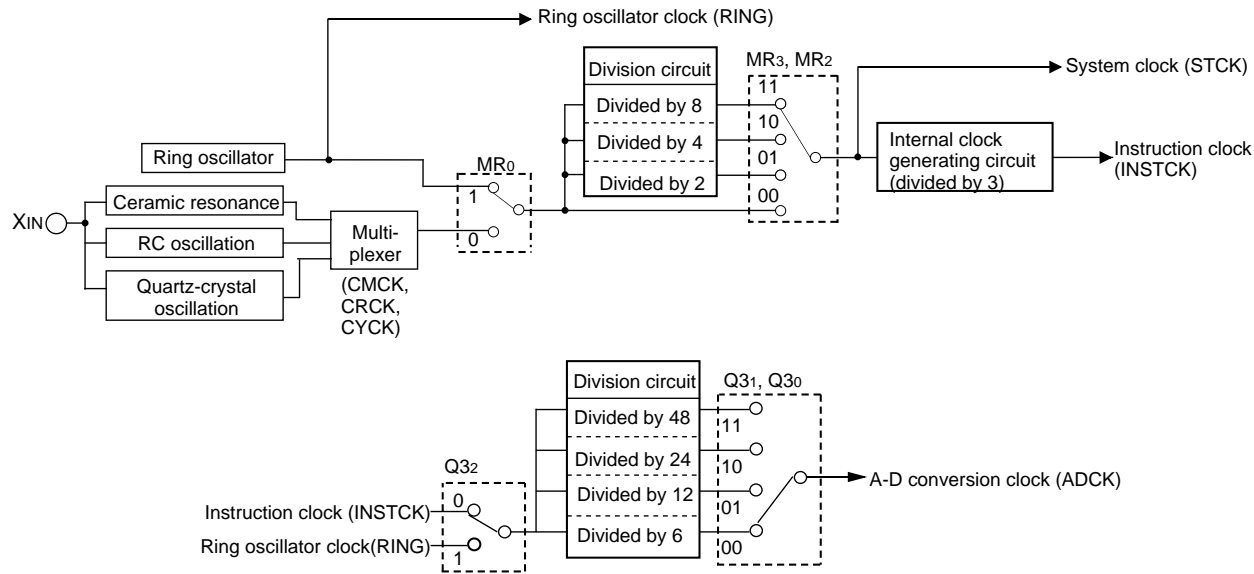 Ring oscillator clock (RING)
Division circuit
MR3, MR2
System clock (STCK)
Divided by 8
11
Divided by 4
10
Internal clock
generating circuit
(divided by 3)
Instruction clock
(INSTCK)
Ring oscillator
MR0
01
Divided by 2
1
00
Ceramic resonance
XIN
RC oscillation
Multi-
plexer
0
(CMCK,
CRCK,
CYCK)
Quartz-crystal
oscillation
Division circuit
Q31, Q30
Divided by 48
11
Divided by 24
10
Q32
A-D conversion clock (ADCK)
Divided by 12
01
0
Instruction clock (INSTCK)
Divided by 6
00
Ring oscillator clock(RING)
1